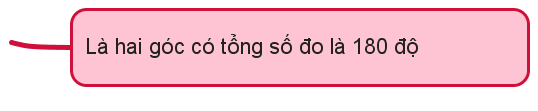 Là hai góc có tổng số đo là 180 độ